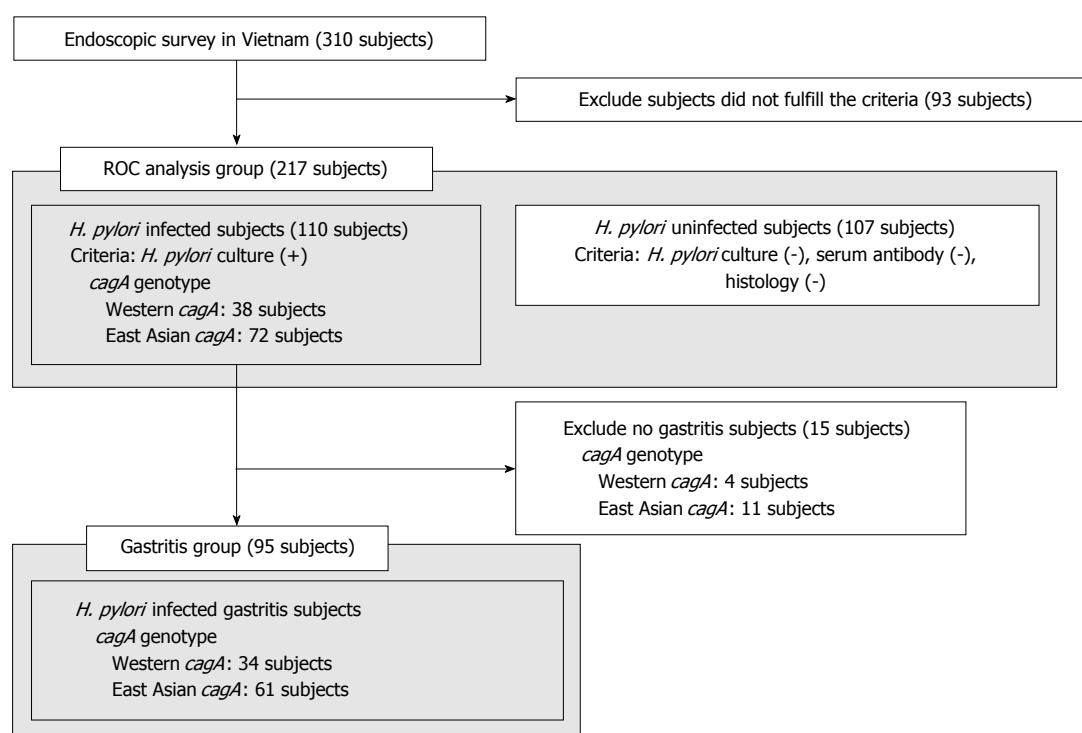 Endoscopic survey in Vietnam (310 subjects)
Exclude subjects did not fulfill the criteria (93 subjects)
ROC analysis group (217 subjects)
H. pylori infected subjects (110 subjects)
Criteria: H. pylori culture (+)
cagA genotype
Western cagA: 38 subjects
East Asian cagA: 72 subjects
H. pylori uninfected subjects (107 subjects)
Criteria: H. pylori culture (-), serum antibody (-),
histology (-)
Exclude no gastritis subjects (15 subjects)
cagA genotype
Western cagA: 4 subjects
East Asian cagA: 11 subjects
Gastritis group (95 subjects)
H. pylori infected gastritis subjects
cagA genotype
Western cagA: 34 subjects
East Asian cagA: 61 subjects